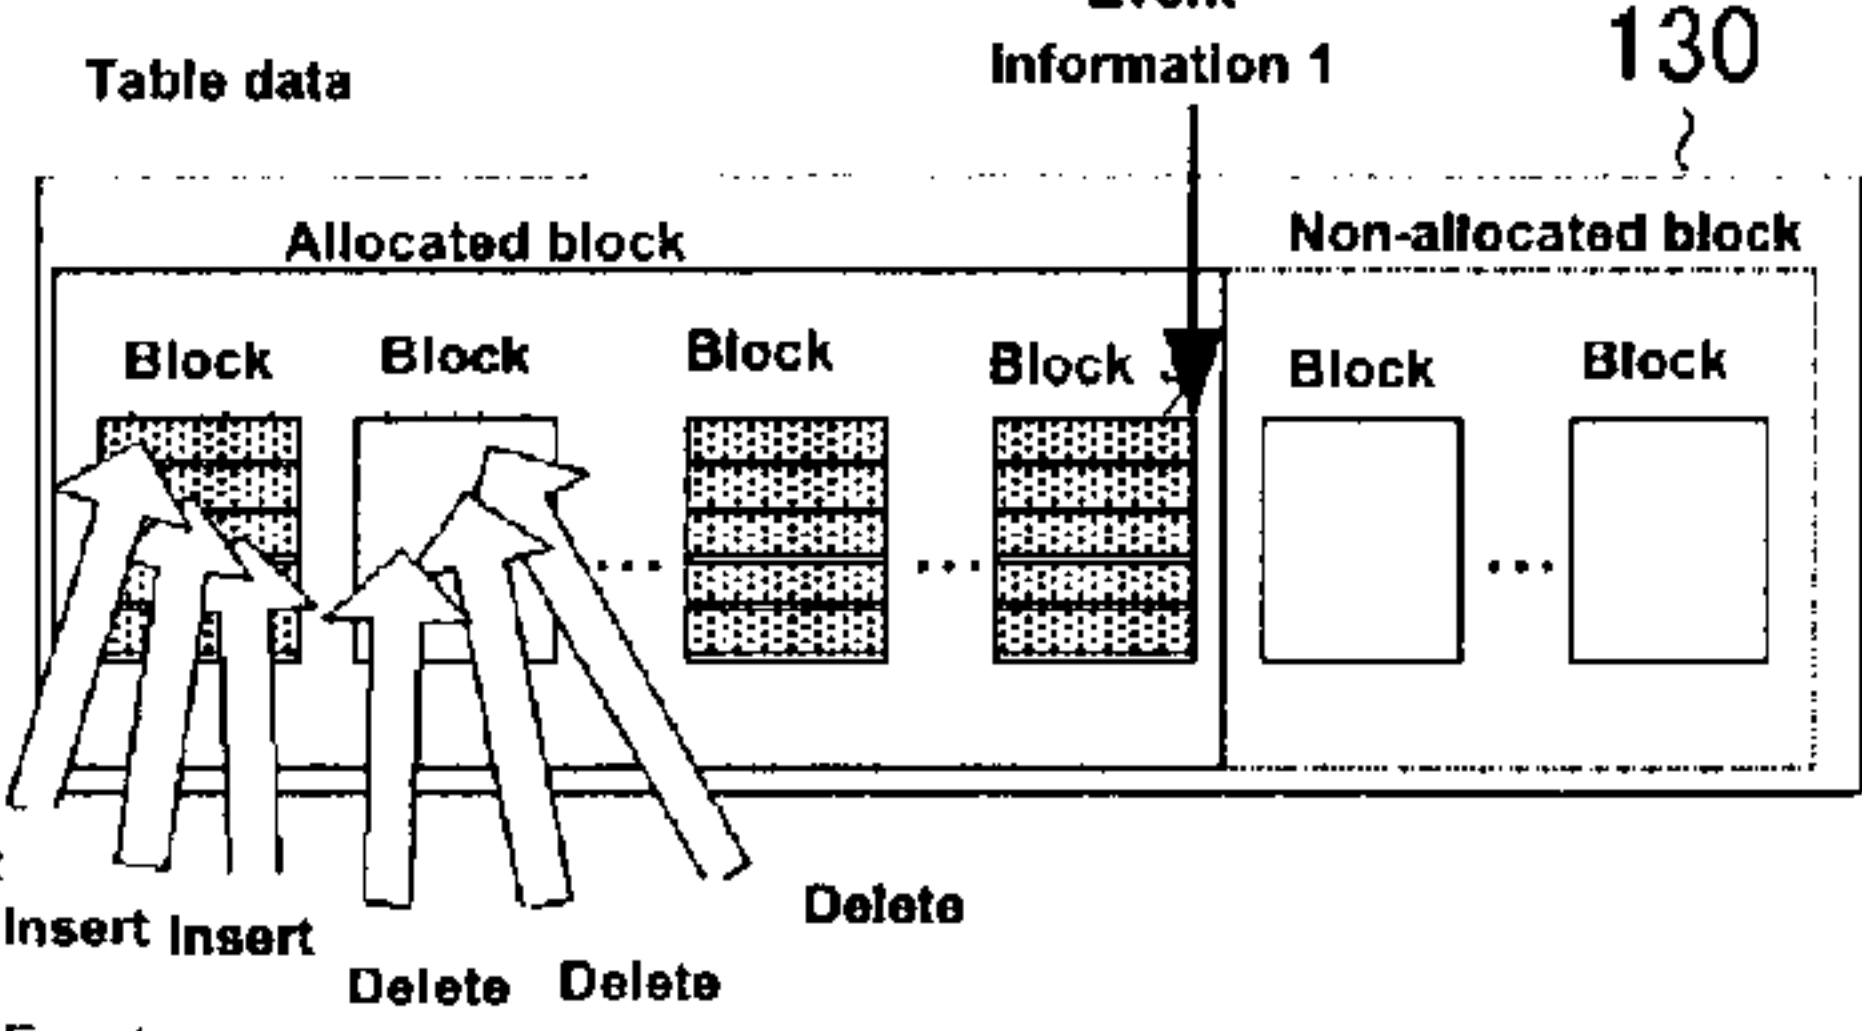 Table data
Information 1
130
Allocated block
Non-allocated block
Block
Block
Block
Block
Block
Block
...
...
...
Insert
Insert
Delete
Delete
Delete